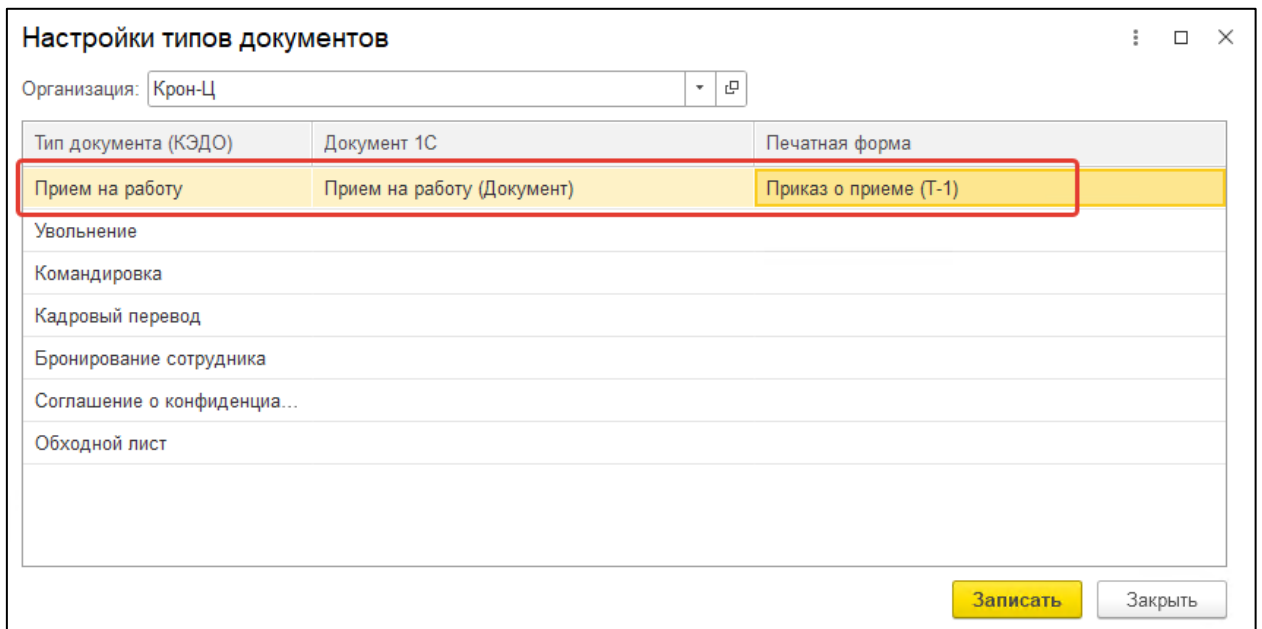 Настройки типов документов
Организация: Крон-Ц
Тип документа (КЭДО) Документ 1С Печатная форма
Прием на работу Прием на работу (Документ) Приказ о приеме (Т-1)
Увольнение
Командировка
Кадровый перевод
Бронирование сотрудника
Соглашение о конфиденциа...
Обходной лист
Записать Закрыть